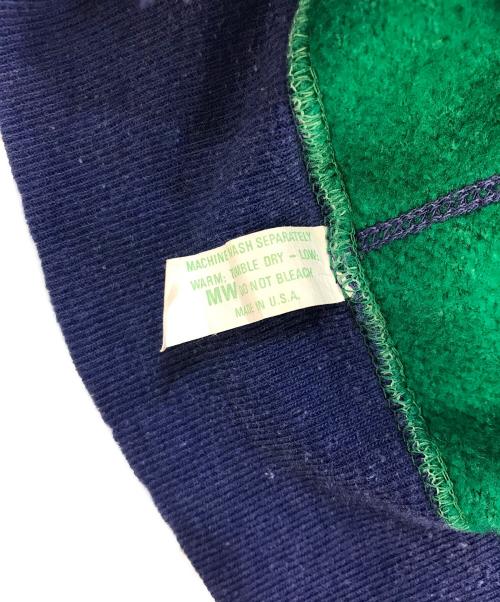 MACHINE WASH SEPARATELY
WARM: TUMBLE DRY - LOW:
MW DO NOT BLEACH
MADE IN U.S.A.